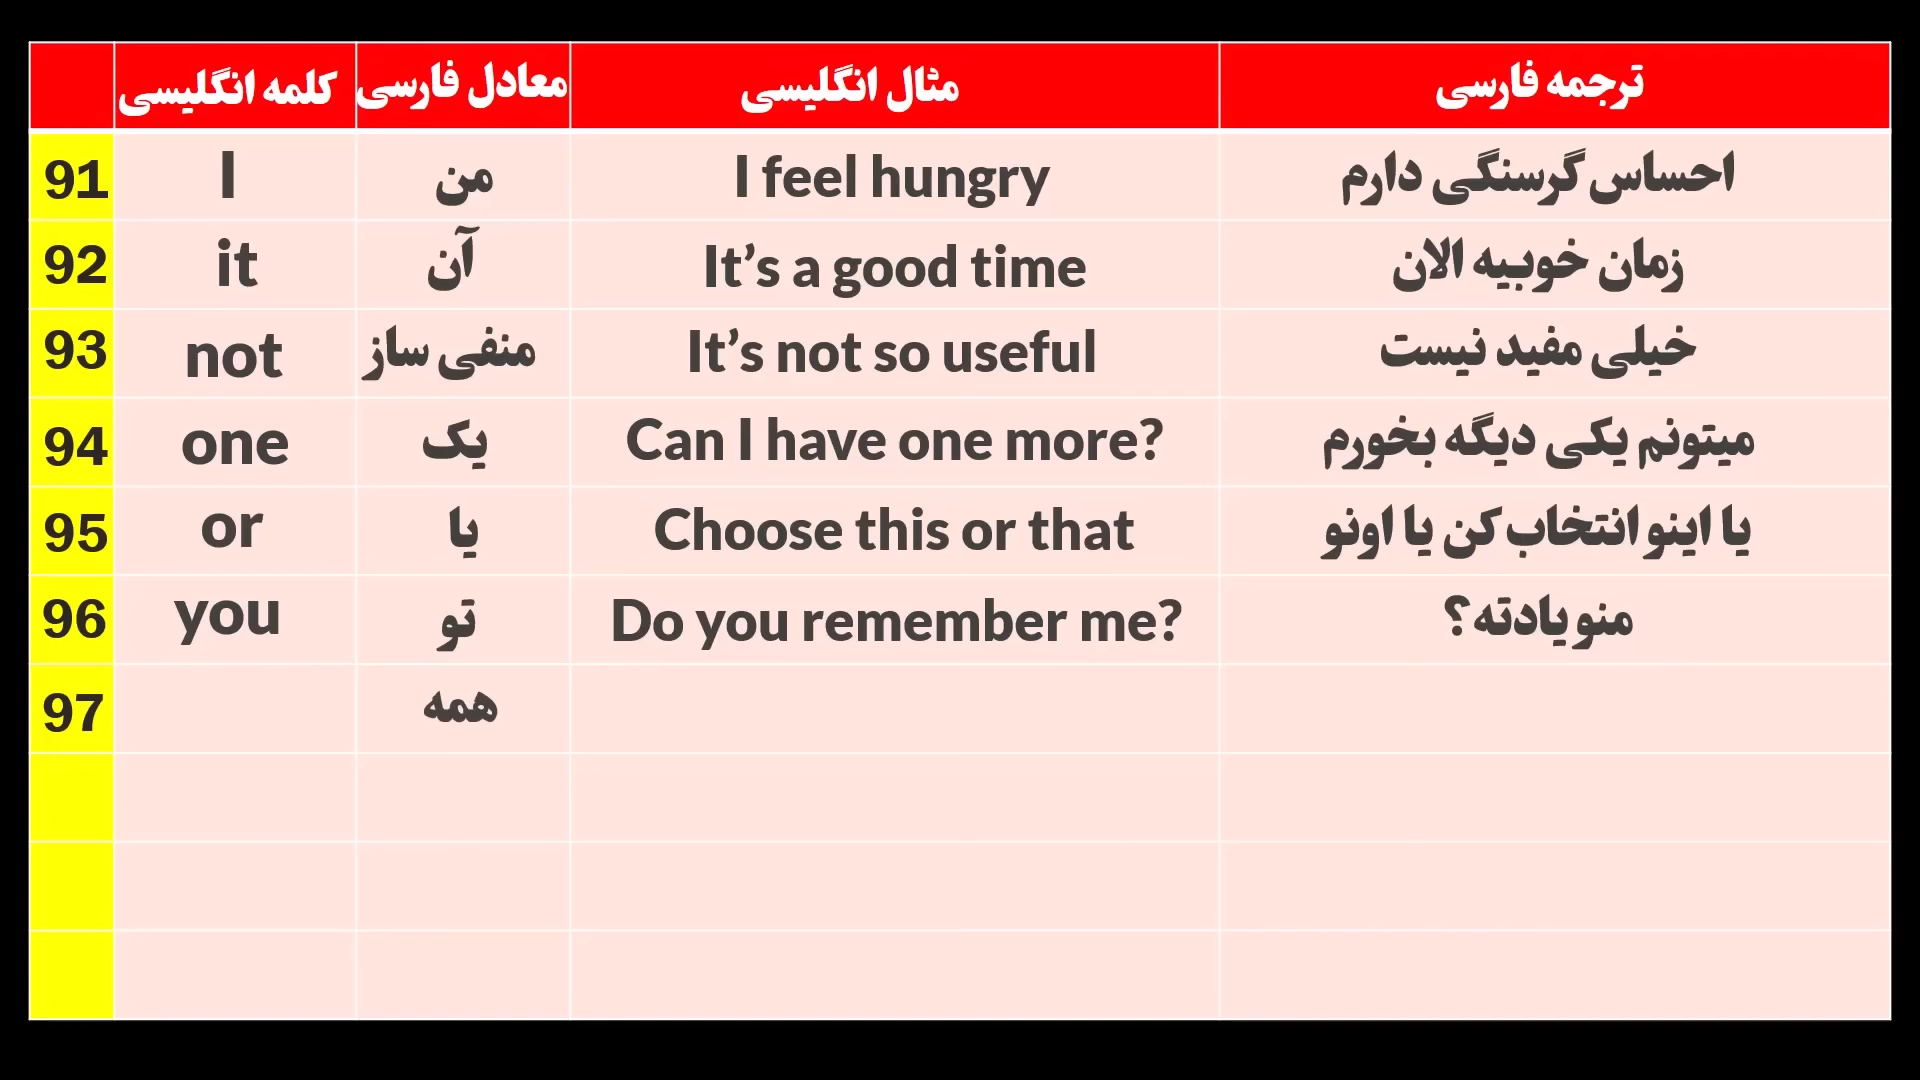 کلمه انگلیسی معادل فارسی مثال انگلیسی ترجمه فارسی
91 I من I feel hungry احساس گرسنگی دارم
92 it آن It’s a good time زمان خوبیه الان
93 not منفی ساز It’s not so useful خیلی مفید نیست
94 one یک Can I have one more? میتونم یکی دیگه بخورم
95 or یا Choose this or that یا اینو انتخاب کن یا اونو
96 you تو Do you remember me? منو یادته؟
97 همه